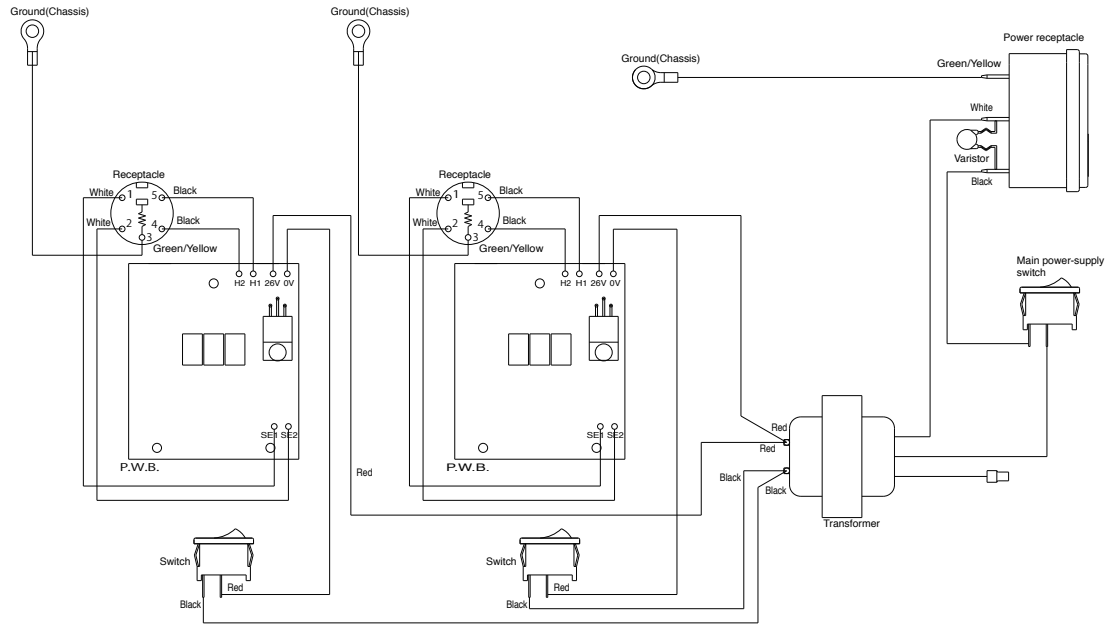 Ground(Chassis)
Ground(Chassis)
Power receptacle
Ground(Chassis)
Green/Yellow
White
Varistor
Black
Receptacle
White 1 5 Black
White 2 4 Black
3
Green/Yellow
H2 H1 26V 0V
SE1 SE2
P.W.B.
Receptacle
White 1 5 Black
White 2 4 Black
3
Green/Yellow
H2 H1 26V 0V
SE1 SE2
P.W.B.
Main power-supply
switch
Red
Red
Red
Black
Black
Transformer
Switch
Red
Black
Switch
Red
Black